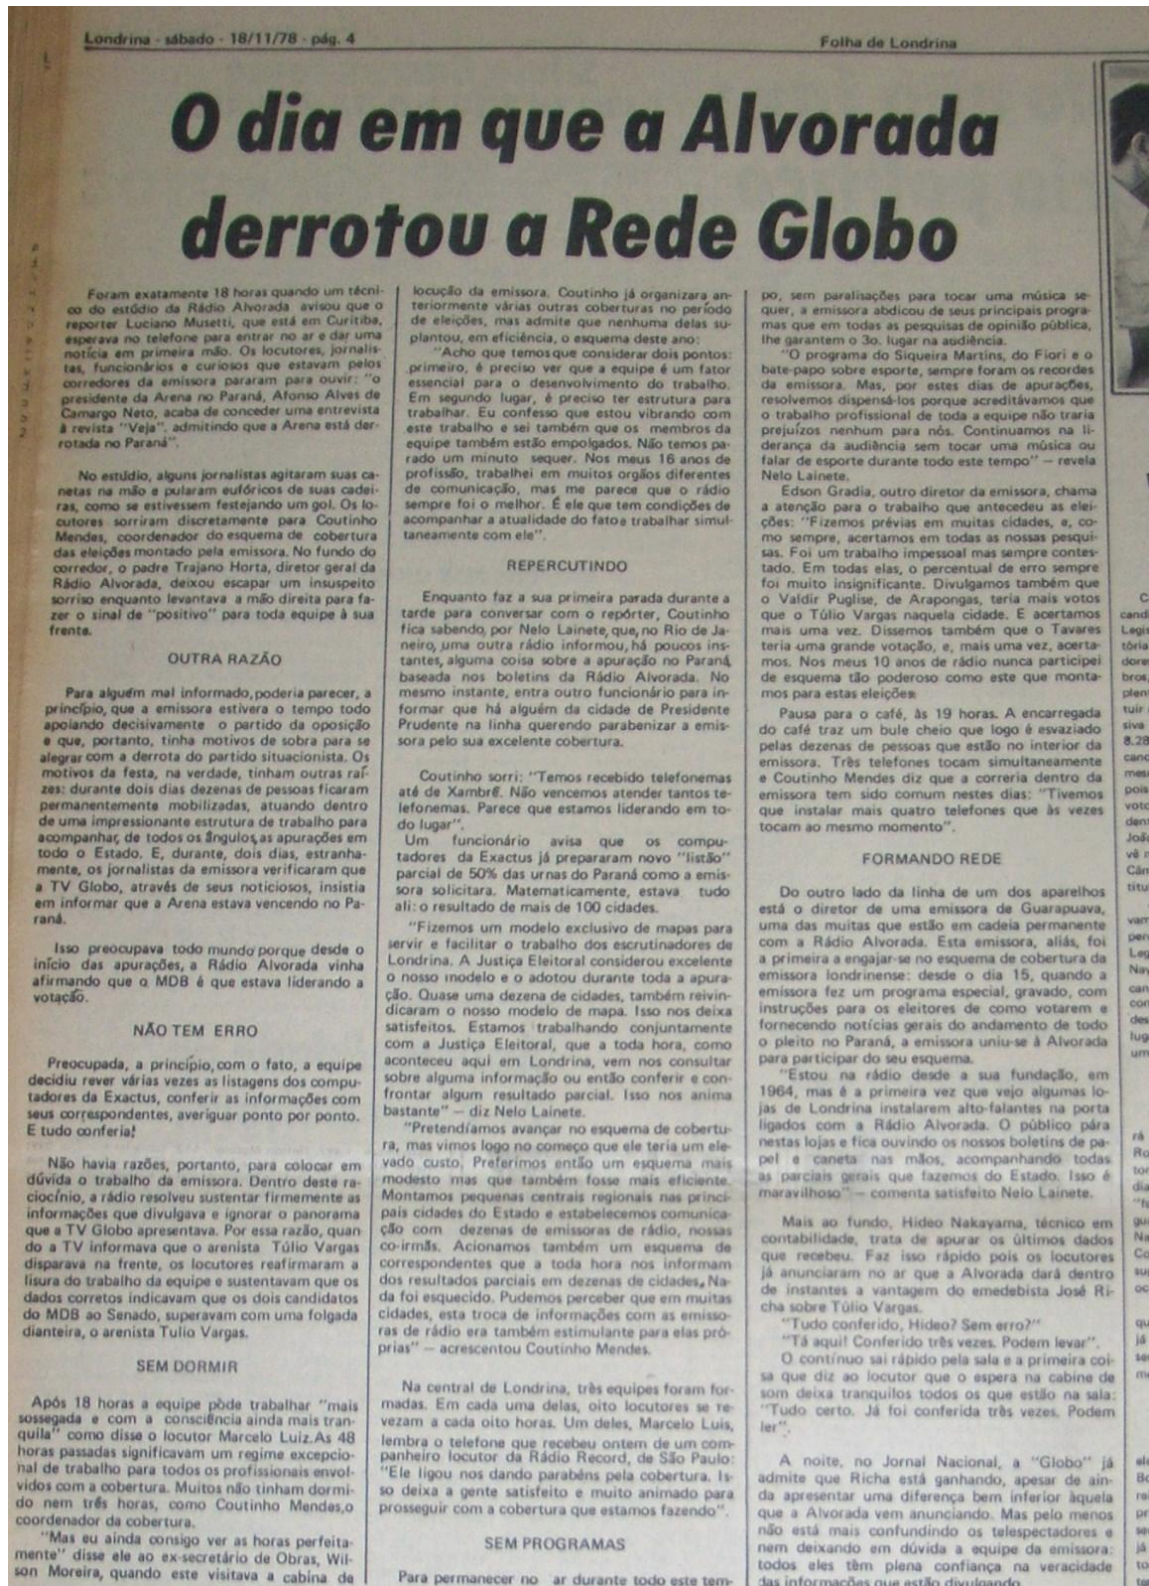 Londrina - sábado - 18/11/78 - pág. 4
Folha de Londrina
O dia em que a Alvorada
derrotou a Rede Globo
Foram exatamente 18 horas quando um técni-
co do estúdio da Rádio Alvorada avisou que o
reporter Luciano Musetti, que está em Curitiba,
esperava no telefone para entrar no ar e dar uma
notícia em primeira mão. Os locutores, jornalis-
tas, funcionários e curiosos que estavam pelos
corredores da emissora pararam para ouvir: "o
presidente da Arena no Paraná, Afonso Alves de
Camargo Neto, acaba de conceder uma entrevista
à revista "Veja". admitindo que a Arena está der-
rotada no Paraná".
No estúdio, alguns jornalistas agitaram suas ca-
netas na mão e pularam eufóricos de suas cadei-
ras, como se estivessem festejando um gol. Os lo-
cutores sorriram discretamente para Coutinho
Mendes, coordenador do esquema de cobertura
das eleições montado pela emissora. No fundo do
corredor, o padre Trajano Horta, diretor geral da
Rádio Alvorada, deixou escapar um insuspeito
sorriso enquanto levantava a mão direita para fa-
zer o sinal de "positivo" para toda equipe à sua
frente.
OUTRA RAZÃO
Para alguém mal informado, poderia parecer, a
princípio, que a emissora estivera o tempo todo
apoiando decisivamente o partido da oposição
e que, portanto, tinha motivos de sobra para se
alegrar com a derrota do partido situacionista. Os
motivos da festa, na verdade, tinham outras raí-
zes: durante dois dias dezenas de pessoas ficaram
permanentemente mobilizadas, atuando dentro
de uma impressionante estrutura de trabalho para
acompanhar, de todos os ângulos, as apurações em
todo o Estado. E, durante, dois dias, estranha-
mente, os jornalistas da emissora verificaram que
a TV Globo, através de seus noticiosos, insistia
em informar que a Arena estava vencendo no Pa-
raná.
Isso preocupava todo mundo porque desde o
início das apurações, a Rádio Alvorada vinha
afirmando que o MDB é que estava liderando a
votação.
NÃO TEM ERRO
Preocupada, a princípio, com o fato, a equipe
decidiu rever várias vezes as listagens dos compu-
tadores da Exactus, conferir as informações com
seus correspondentes, averiguar ponto por ponto.
E tudo conferia!
Não havia razões, portanto, para colocar em
dúvida o trabalho da emissora. Dentro deste ra-
ciocínio, a rádio resolveu sustentar firmemente as
informações que divulgava e ignorar o panorama
que a TV Globo apresentava. Por essa razão, quan
do a TV informava que o arenista Túlio Vargas
disparava na frente, os locutores reafirmaram a
lisura do trabalho da equipe e sustentavam que os
dados corretos indicavam que os dois candidatos
do MDB ao Senado, superavam com uma folgada
dianteira, o arenista Tulio Vargas.
SEM DORMIR
Após 18 horas a equipe pôde trabalhar "mais
sossegada e com a consciência ainda mais tran-
quila" como disse o locutor Marcelo Luiz. As 48
horas passadas significavam um regime excepcio-
nal de trabalho para todos os profissionais envol-
vidos com a cobertura. Muitos não tinham dormi-
do nem três horas, como Coutinho Mendes, o
coordenador da cobertura.
"Mas eu ainda consigo ver as horas perfeita-
mente" disse ele ao ex-secretário de Obras, Wil-
son Moreira, quando este visitava a cabina de
locução da emissora. Coutinho já organizara an-
teriormente várias outras coberturas no período
de eleições, mas admite que nenhuma delas su-
plantou, em eficiência, o esquema deste ano:
"Acho que temos que considerar dois pontos:
primeiro, é preciso ver que a equipe é um fator
essencial para o desenvolvimento do trabalho.
Em segundo lugar, é preciso ter estrutura para
trabalhar. Eu confesso que estou vibrando com
este trabalho e sei também que os membros da
equipe também estão empolgados. Não temos pa-
rado um minuto sequer. Nos meus 16 anos de
profissão, trabalhei em muitos orgãos diferentes
de comunicação, mas me parece que o rádio
sempre foi o melhor. É ele que tem condições de
acompanhar a atualidade do fato e trabalhar simul-
taneamente com ele".
REPERCUTINDO
Enquanto faz a sua primeira parada durante a
tarde para conversar com o repórter, Coutinho
fica sabendo, por Nelo Lainete, que, no Rio de Ja-
neiro, uma outra rádio informou, há poucos ins-
tantes, alguma coisa sobre a apuração no Paraná,
baseada nos boletins da Rádio Alvorada. No
mesmo instante, entra outro funcionário para in-
formar que há alguém da cidade de Presidente
Prudente na linha querendo parabenizar a emis-
sora pelo sua excelente cobertura.
Coutinho sorri: "Temos recebido telefonemas
até de Xambrê. Não vencemos atender tantos te-
lefonemas. Parece que estamos liderando em to-
do lugar".
Um funcionário avisa que os compu-
tadores da Exactus já prepararam novo "listão"
parcial de 50% das urnas do Paraná como a emis-
sora solicitara. Matematicamente, estava tudo
ali: o resultado de mais de 100 cidades.
"Fizemos um modelo exclusivo de mapas para
servir e facilitar o trabalho dos escrutinadores de
Londrina. A Justiça Eleitoral considerou excelente
o nosso modelo e o adotou durante toda a apura-
ção. Quase uma dezena de cidades, também reivin-
dicaram o nosso modelo de mapa. Isso nos deixa
satisfeitos. Estamos trabalhando conjuntamente
com a Justiça Eleitoral, que a toda hora, como
aconteceu aqui em Londrina, vem nos consultar
sobre alguma informação ou então conferir e con-
frontar algum resultado parcial. Isso nos anima
bastante" — diz Nelo Lainete.
"Pretendíamos avançar no esquema de cobertu-
ra, mas vimos logo no começo que ele teria um ele-
vado custo. Preferimos então um esquema mais
modesto mas que também fosse mais eficiente.
Montamos pequenas centrais regionais nas princi-
pais cidades do Estado e estabelecemos comunica-
ção com dezenas de emissoras de rádio, nossas
co-irmãs. Acionamos também um esquema de
correspondentes que a toda hora nos informam
dos resultados parciais em dezenas de cidades. Na-
da foi esquecido. Pudemos perceber que em muitas
cidades, esta troca de informações com as emisso-
ras de rádio era também estimulante para elas pró-
prias" — acrescentou Coutinho Mendes.
Na central de Londrina, três equipes foram for-
madas. Em cada uma delas, oito locutores se re-
vezam a cada oito horas. Um deles, Marcelo Luis,
lembra o telefone que recebeu ontem de um com-
panheiro locutor da Rádio Record, de São Paulo:
"Ele ligou nos dando parabéns pela cobertura. Is-
so deixa a gente satisfeito e muito animado para
prosseguir com a cobertura que estamos fazendo".
SEM PROGRAMAS
Para permanecer no ar durante todo este tem-
po, sem paralisações para tocar uma música se-
quer, a emissora abdicou de seus principais progra-
mas que em todas as pesquisas de opinião pública,
lhe garantem o 3o. lugar na audiência.
"O programa do Siqueira Martins, do Fiori e o
bate-papo sobre esporte, sempre foram os recordes
da emissora. Mas, por estes dias de apurações,
resolvemos dispensá-los porque acreditávamos que
o trabalho profissional de toda a equipe não traria
prejuízos nenhum para nós. Continuamos na li-
derança da audiência sem tocar uma música ou
falar de esporte durante todo este tempo" — revela
Nelo Lainete.
Edson Gradia, outro diretor da emissora, chama
a atenção para o trabalho que antecedeu as elei-
ções: "Fizemos prévias em muitas cidades, e, co-
mo sempre, acertamos em todas as nossas pesqui-
sas. Foi um trabalho impessoal mas sempre contes-
tado. Em todas elas, o percentual de erro sempre
foi muito insignificante. Divulgamos também que
o Valdir Puglise, de Arapongas, teria mais votos
que o Túlio Vargas naquela cidade. E acertamos
mais uma vez. Dissemos também que o Tavares
teria uma grande votação, e, mais uma vez, acerta-
mos. Nos meus 10 anos de rádio nunca participei
de esquema tão poderoso como este que monta-
mos para estas eleições"
Pausa para o café, às 19 horas. A encarregada
do café traz um bule cheio que logo é esvaziado
pelas dezenas de pessoas que estão no interior da
emissora. Três telefones tocam simultaneamente
e Coutinho Mendes diz que a correria dentro da
emissora tem sido comum nestes dias: "Tivemos
que instalar mais quatro telefones que às vezes
tocam ao mesmo momento".
FORMANDO REDE
Do outro lado da linha de um dos aparelhos
está o diretor de uma emissora de Guarapuava,
uma das muitas que estão em cadeia permanente
com a Rádio Alvorada. Esta emissora, aliás, foi
a primeira a engajar-se no esquema de cobertura da
emissora londrinense: desde o dia 15, quando a
emissora fez um programa especial, gravado, com
instruções para os eleitores de como votarem e
fornecendo notícias gerais do andamento de todo
o pleito no Paraná, a emissora uniu-se à Alvorada
para participar do seu esquema.
"Estou na rádio desde a sua fundação, em
1964, mas é a primeira vez que vejo algumas lo-
jas de Londrina instalarem alto-falantes na porta
ligados com a Rádio Alvorada. O público pára
nestas lojas e fica ouvindo os nossos boletins de pa-
pel e caneta nas mãos, acompanhando todas
as parciais gerais que fazemos do Estado. Isso é
maravilhoso" — comenta satisfeito Nelo Lainete.
Mais ao fundo, Hideo Nakayama, técnico em
contabilidade, trata de apurar os últimos dados
que recebeu. Faz isso rápido pois os locutores
já anunciaram no ar que a Alvorada dará dentro
de instantes a vantagem do emedebista José Ri-
cha sobre Túlio Vargas.
"Tudo conferido, Hideo? Sem erro?"
"Tá aqui! Conferido três vezes. Podem levar".
O contínuo sai rápido pela sala e a primeira coi-
sa que diz ao locutor que o espera na cabine de
som deixa tranquilos todos os que estão na sala:
"Tudo certo. Já foi conferida três vezes. Podem
ler".
A noite, no Jornal Nacional, a "Globo" já
admite que Richa está ganhando, apesar de ain-
da apresentar uma diferença bem inferior àquela
que a Alvorada vem anunciando. Mas pelo menos
não está mais confundindo os telespectadores e
nem deixando em dúvida a equipe da emissora:
todos eles têm plena confiança na veracidade
das informações que estão divulgando.